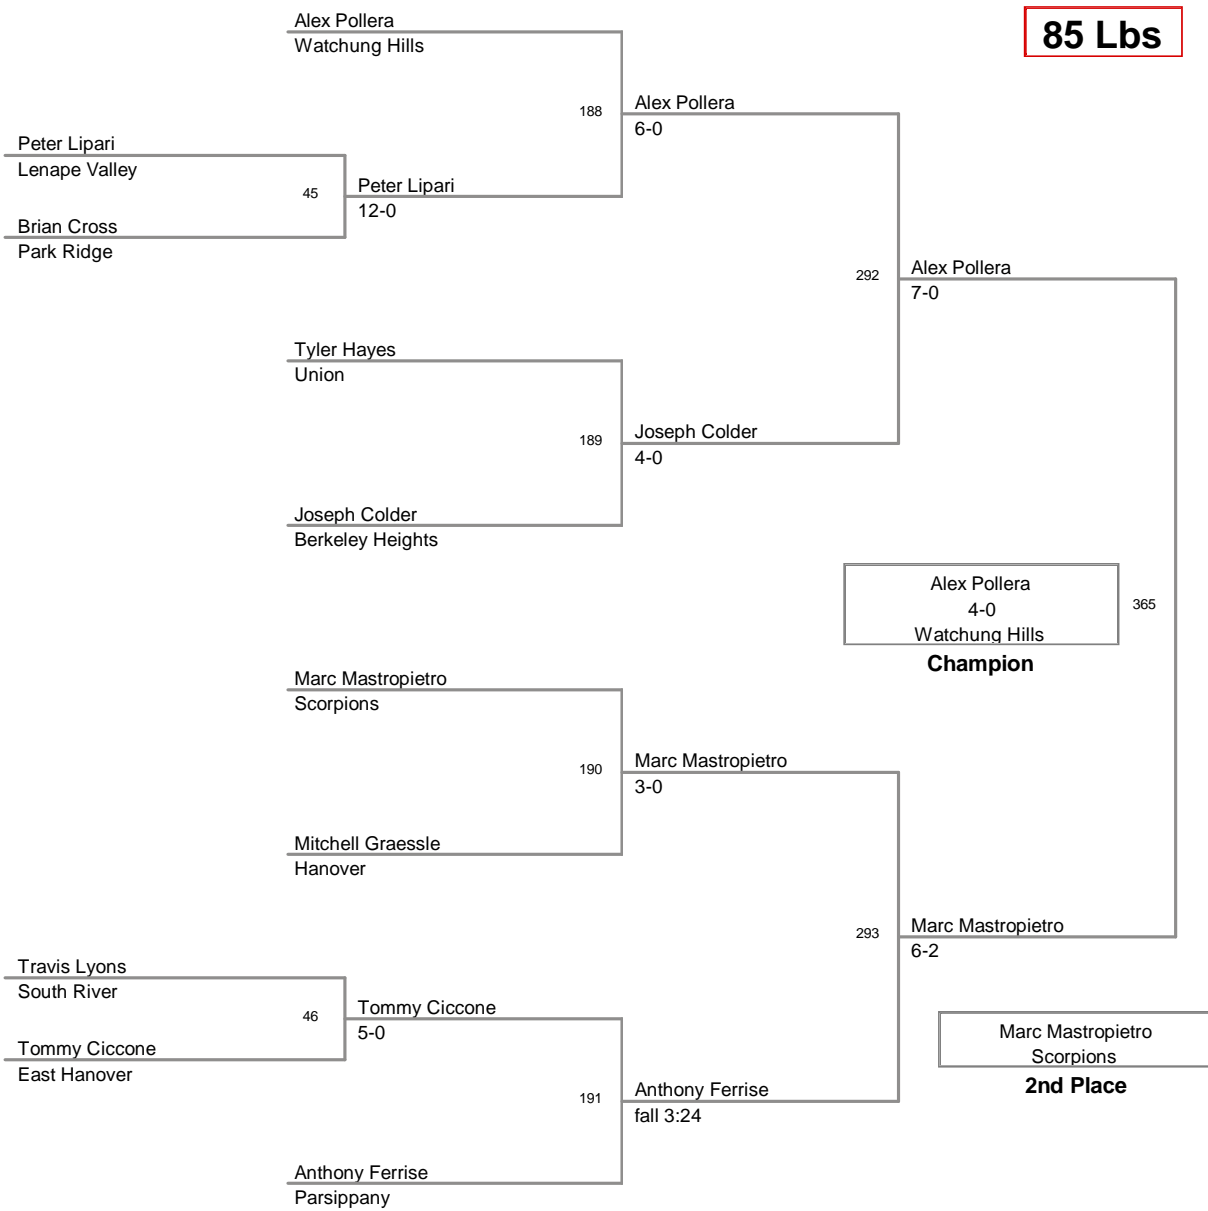 85 Lbs
Alex Pollera
Watchung Hills
188
Alex Pollera
6-0
Peter Lipari
Lenape Valley
45
Peter Lipari
12-0
Brian Cross
Park Ridge
292
Alex Pollera
7-0
Tyler Hayes
Union
189
Joseph Colder
4-0
Joseph Colder
Berkeley Heights
Alex Pollera
4-0
Watchung Hills
Champion
365
Marc Mastropietro
Scorpions
190
Marc Mastropietro
3-0
Mitchell Graessle
Hanover
293
Marc Mastropietro
6-2
Travis Lyons
South River
46
Tommy Ciccone
5-0
Tommy Ciccone
East Hanover
Marc Mastropietro
Scorpions
2nd Place
191
Anthony Ferrise
fall 3:24
Anthony Ferrise
Parsippany